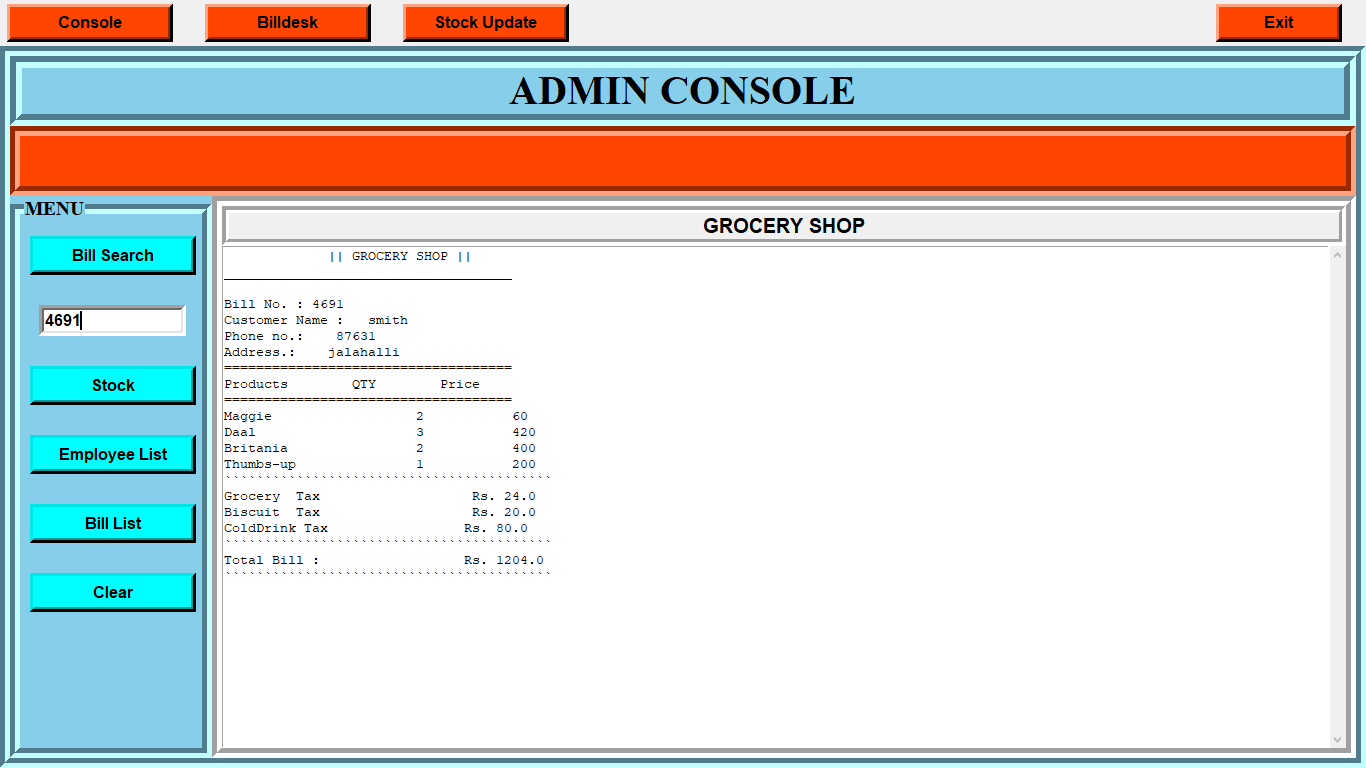 Console Billdesk Stock Update Exit
ADMIN CONSOLE
MENU
Bill Search
4691
Stock
Employee List
Bill List
Clear
GROCERY SHOP
|| GROCERY SHOP ||
____________________________________
Bill No. : 4691
Customer Name : smith
Phone no.: 87631
Address.: jalahalli
====================================
Products QTY Price
====================================
Maggie 2 60
Daal 3 420
Britania 2 400
Thumbs-up 1 200
`````````````````````````````````````````
Grocery Tax Rs. 24.0
Biscuit Tax Rs. 20.0
ColdDrink Tax Rs. 80.0
`````````````````````````````````````````
Total Bill : Rs. 1204.0
`````````````````````````````````````````